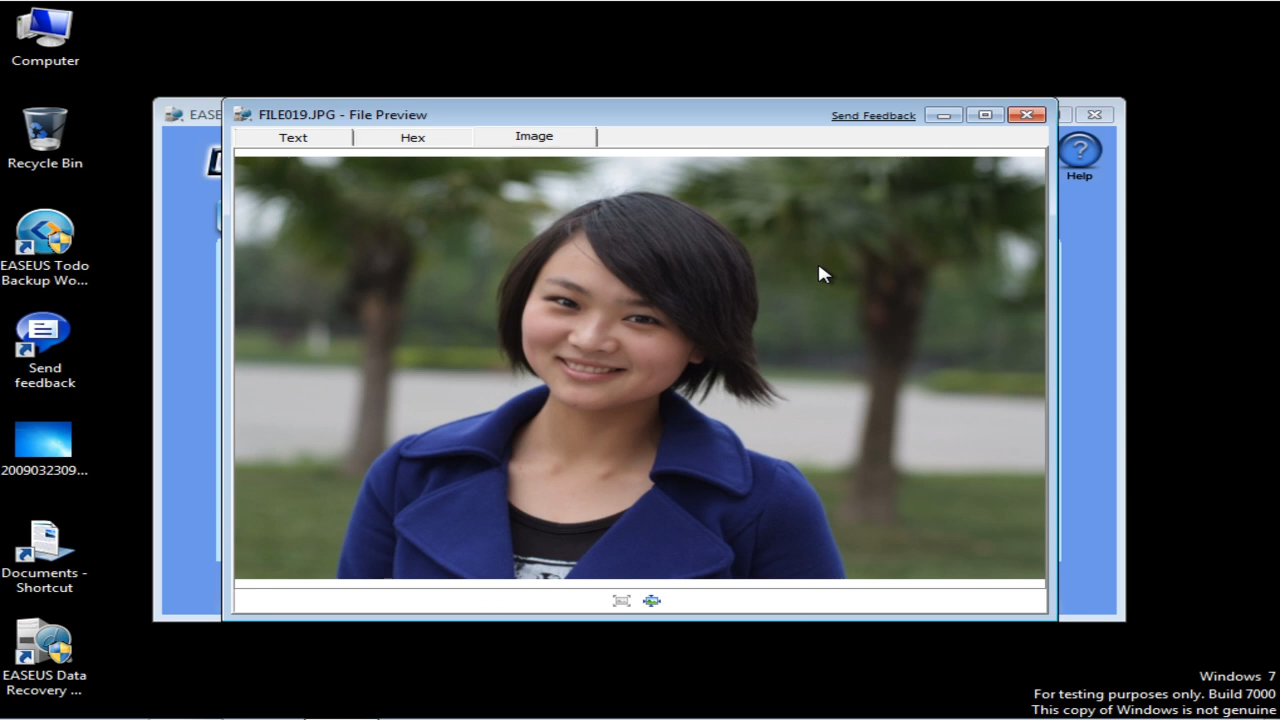 Computer
Recycle Bin
EASEUS Todo
Backup Wo...
Send
feedback
2009032309...
Documents -
Shortcut
EASEUS Data
Recovery ...
EASE
FILE019.JPG - File Preview
Send Feedback
Text
Hex
Image
Help
Windows 7
For testing purposes only. Build 7000
This copy of Windows is not genuine